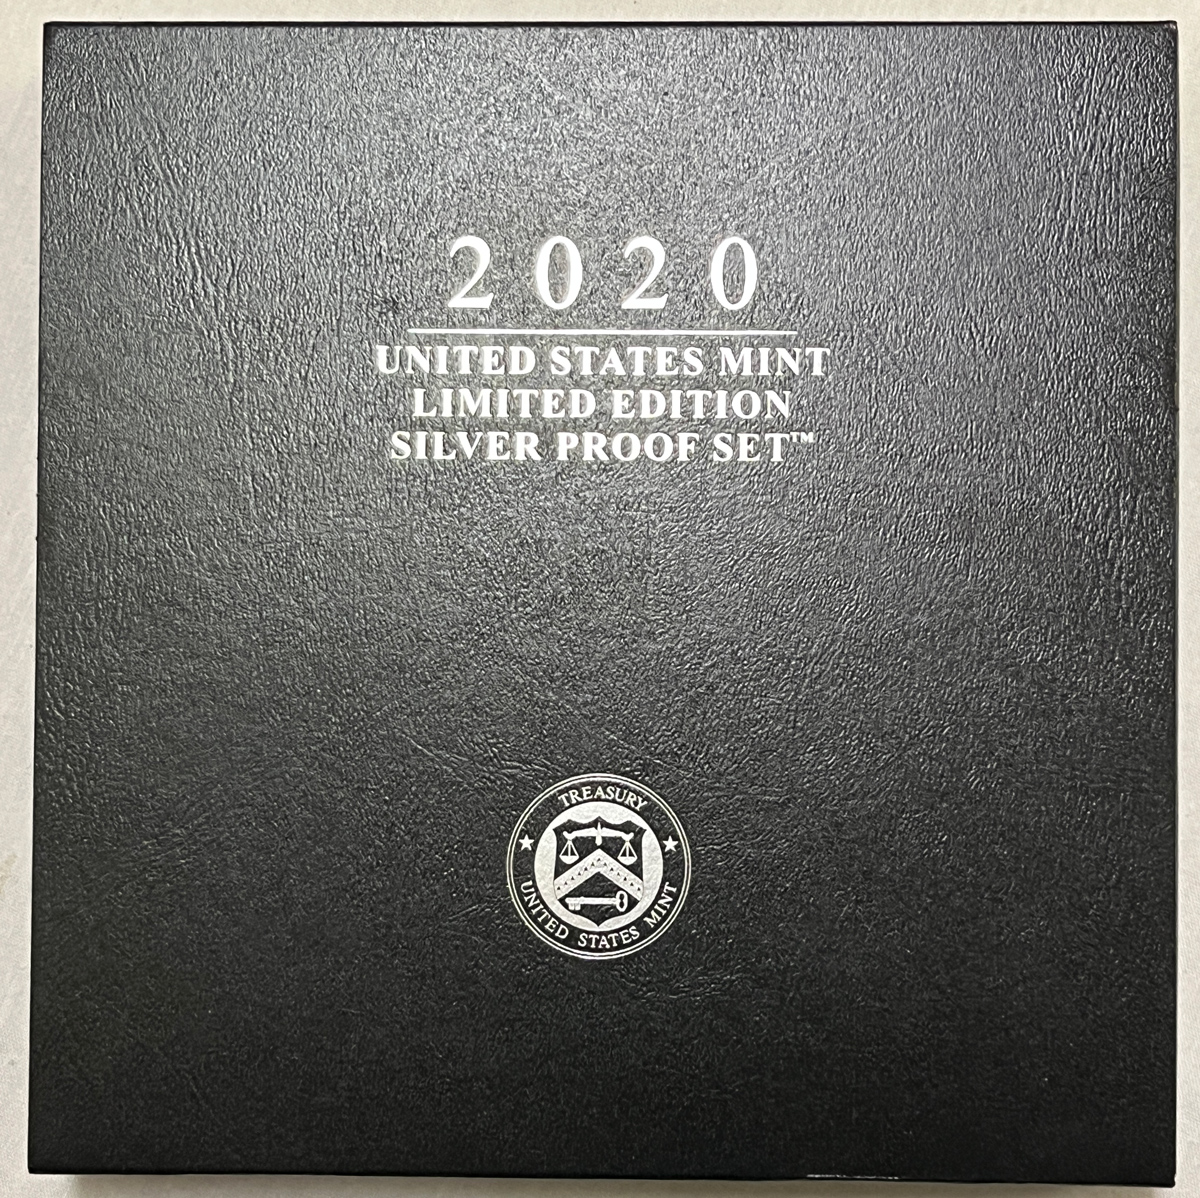 2020
UNITED STATES MINT
LIMITED EDITION
SILVER PROOF SET™
TREASURY
UNITED STATES MINT